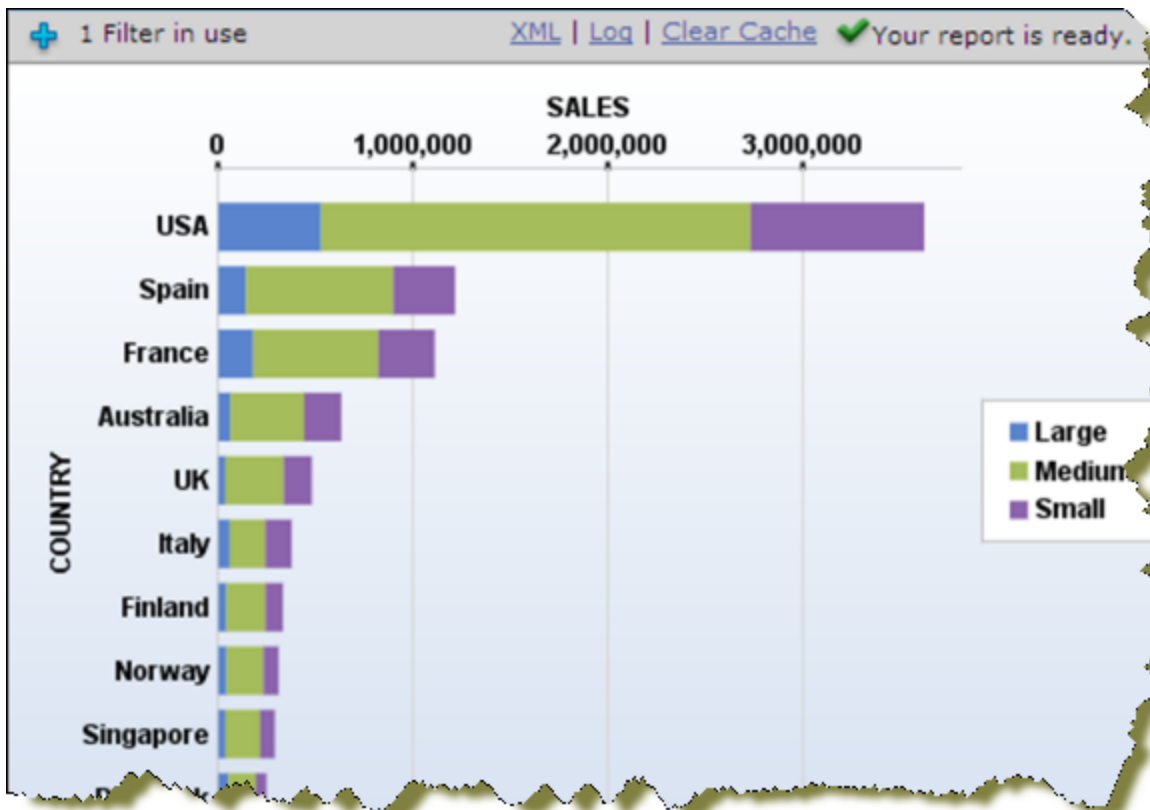 1 Filter in use XML | Log | Clear Cache Your report is ready.
SALES
0 1,000,000 2,000,000 3,000,000
USA
Spain
France
Australia
UK
Italy
Finland
Norway
Singapore
COUNTRY
Large
Medium
Small